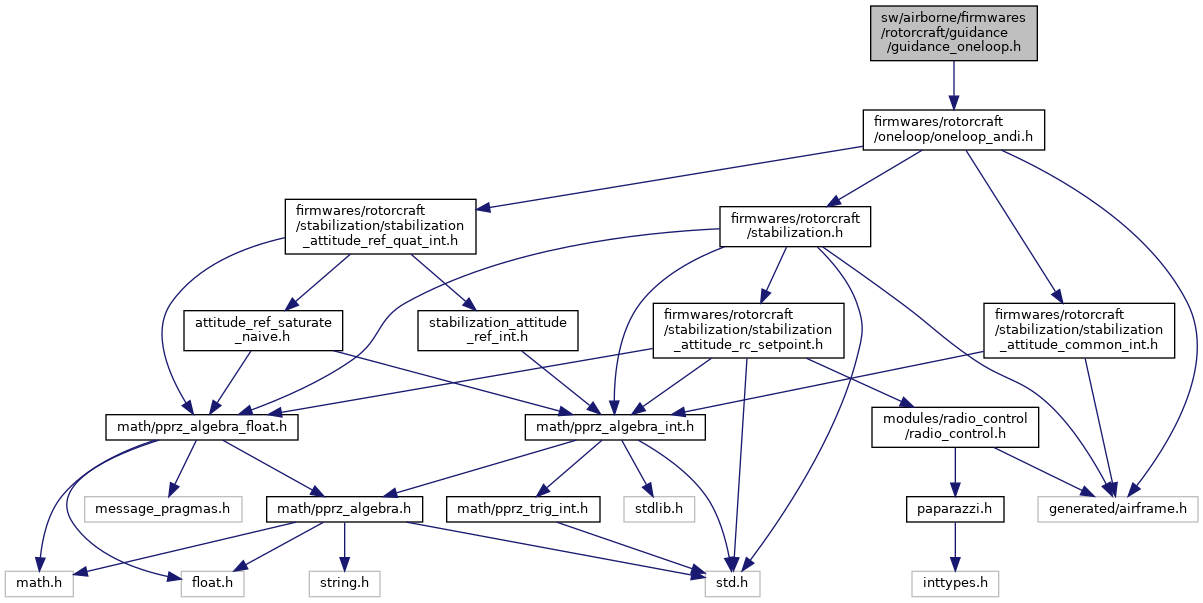 sw/airborne/firmwares
/rotorcraft/guidance
/guidance_oneloop.h
firmwares/rotorcraft
/oneloop/oneloop_andi.h
firmwares/rotorcraft
/stabilization/stabilization
_attitude_ref_quat_int.h
firmwares/rotorcraft
/stabilization.h
attitude_ref_saturate
_naive.h
stabilization_attitude
_ref_int.h
firmwares/rotorcraft
/stabilization/stabilization
_attitude_rc_setpoint.h
firmwares/rotorcraft
/stabilization/stabilization
_attitude_common_int.h
math/pprz_algebra_float.h
math/pprz_algebra_int.h
modules/radio_control
/radio_control.h
message_pragmas.h
math/pprz_algebra.h
math/pprz_trig_int.h
stdlib.h
paparazzi.h
generated/airframe.h
math.h
float.h
string.h
std.h
inttypes.h